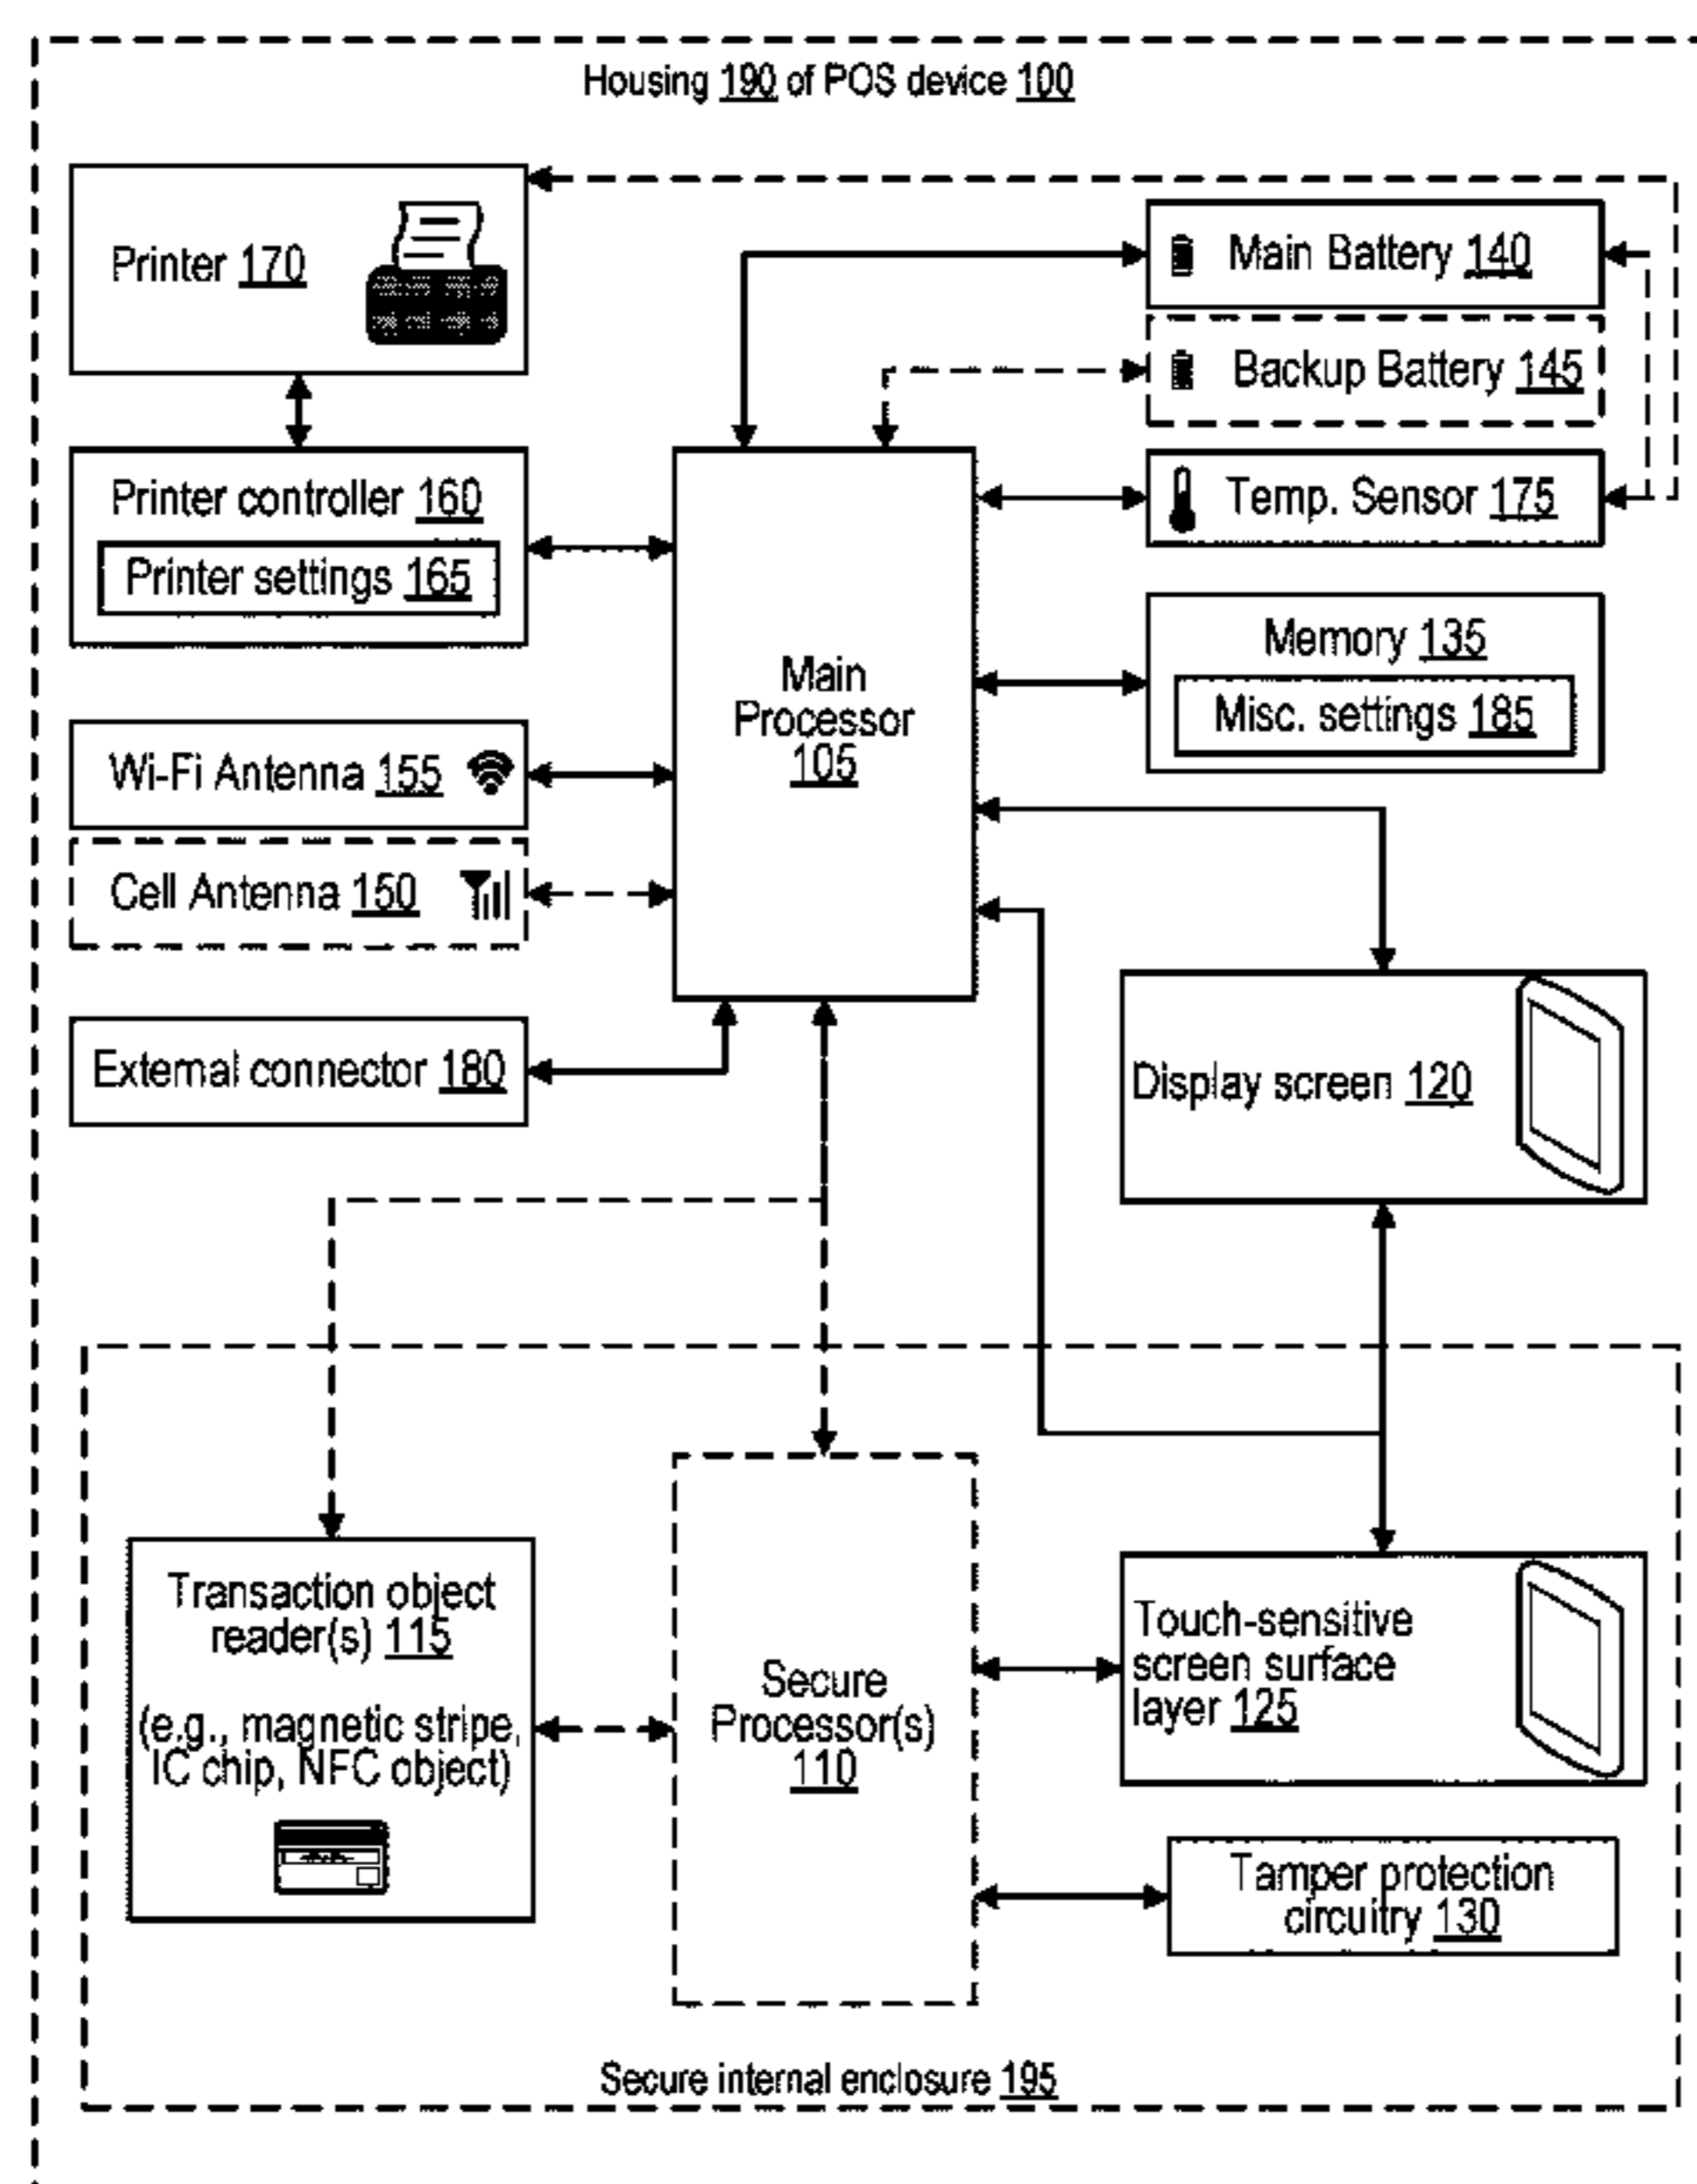 Housing 190 of POS device 100
Printer 170
Main Battery 140
Backup Battery 145
Printer controller 160
Temp. Sensor 175
Printer settings 165
Memory 135
Misc. settings 185
Main
Processor
105
Wi-Fi Antenna 155
Cell Antenna 150
External connector 180
Display screen 120
Transaction object
reader(s) 115
(e.g., magnetic stripe,
IC chip, NFC object)
Secure
Processor(s)
110
Touch-sensitive
screen surface
layer 125
Tamper protection
circuitry 130
Secure internal enclosure 195